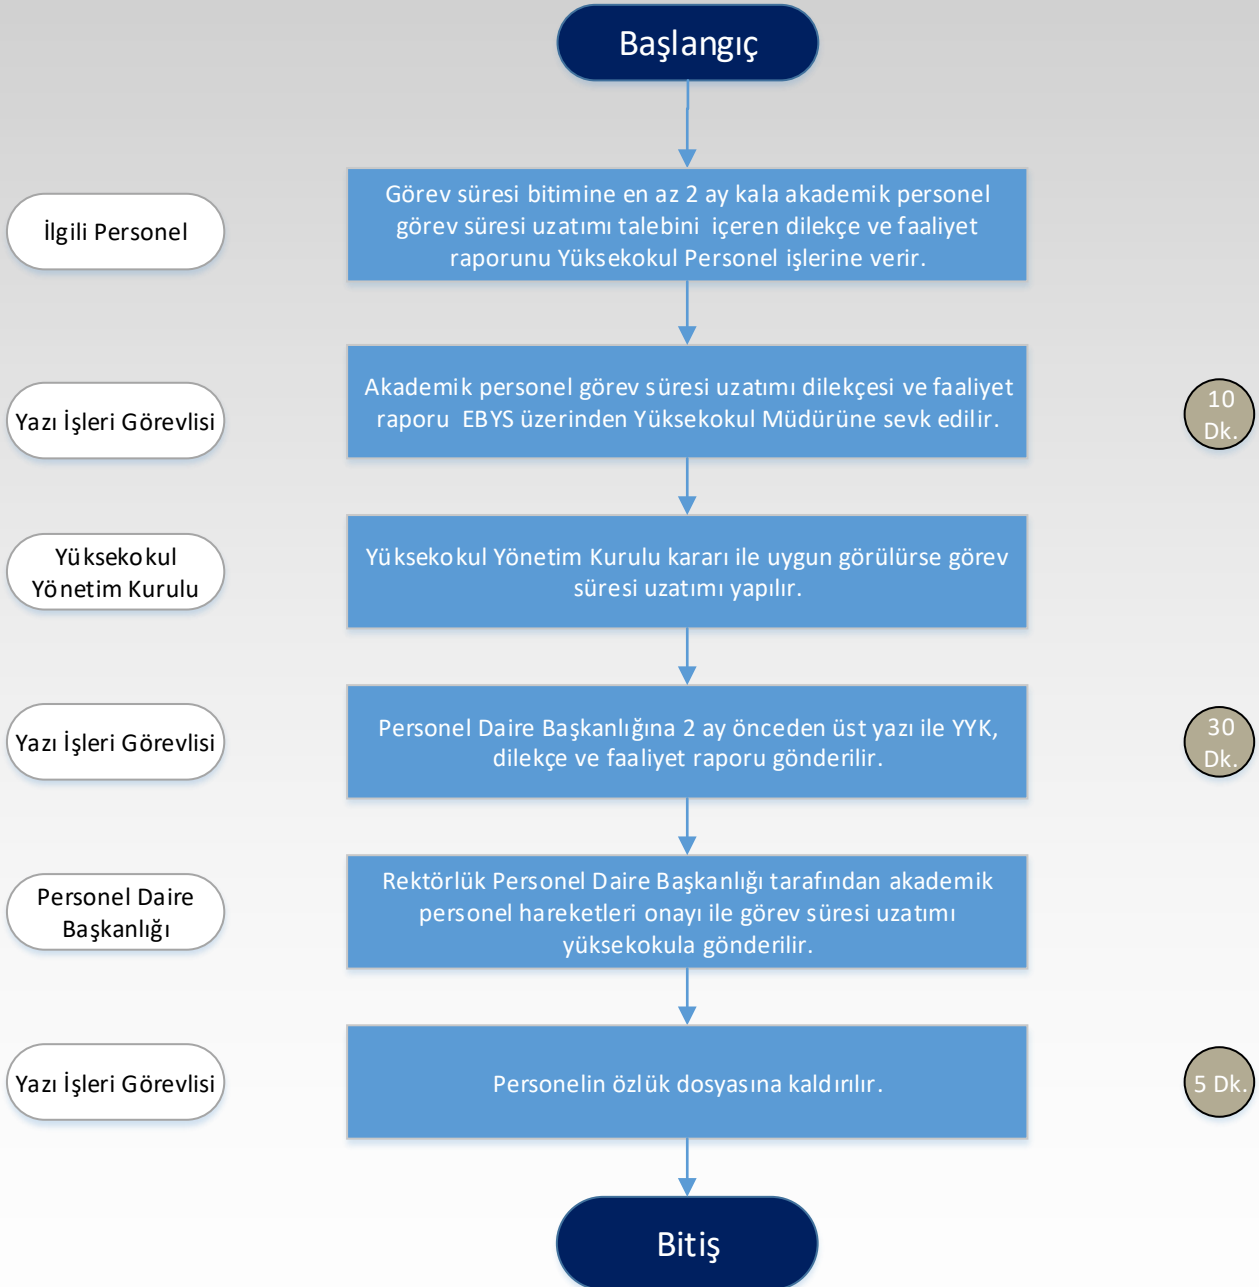 Başlangıç
İlgili Personel
Görev süresi bitimine en az 2 ay kala akademik personel
görev süresi uzatımı talebini içeren dilekçe ve faaliyet
raporunu Yüksekokul Personel işlerine verir.
Yazı İşleri Görevlisi
Akademik personel görev süresi uzatımı dilekçesi ve faaliyet
raporu EBYS üzerinden Yüksekokul Müdürüne sevk edilir.
10
Dk.
Yüksekokul
Yönetim Kurulu
Yüksekokul Yönetim Kurulu kararı ile uygun görülürse görev
süresi uzatımı yapılır.
Yazı İşleri Görevlisi
Personel Daire Başkanlığına 2 ay önceden üst yazı ile YYK,
dilekçe ve faaliyet raporu gönderilir.
30
Dk.
Personel Daire
Başkanlığı
Rektörlük Personel Daire Başkanlığı tarafından akademik
personel hareketleri onayı ile görev süresi uzatımı
yüksekokula gönderilir.
Yazı İşleri Görevlisi
Personelin özlük dosyasına kaldırılır.
5 Dk.
Bitiş